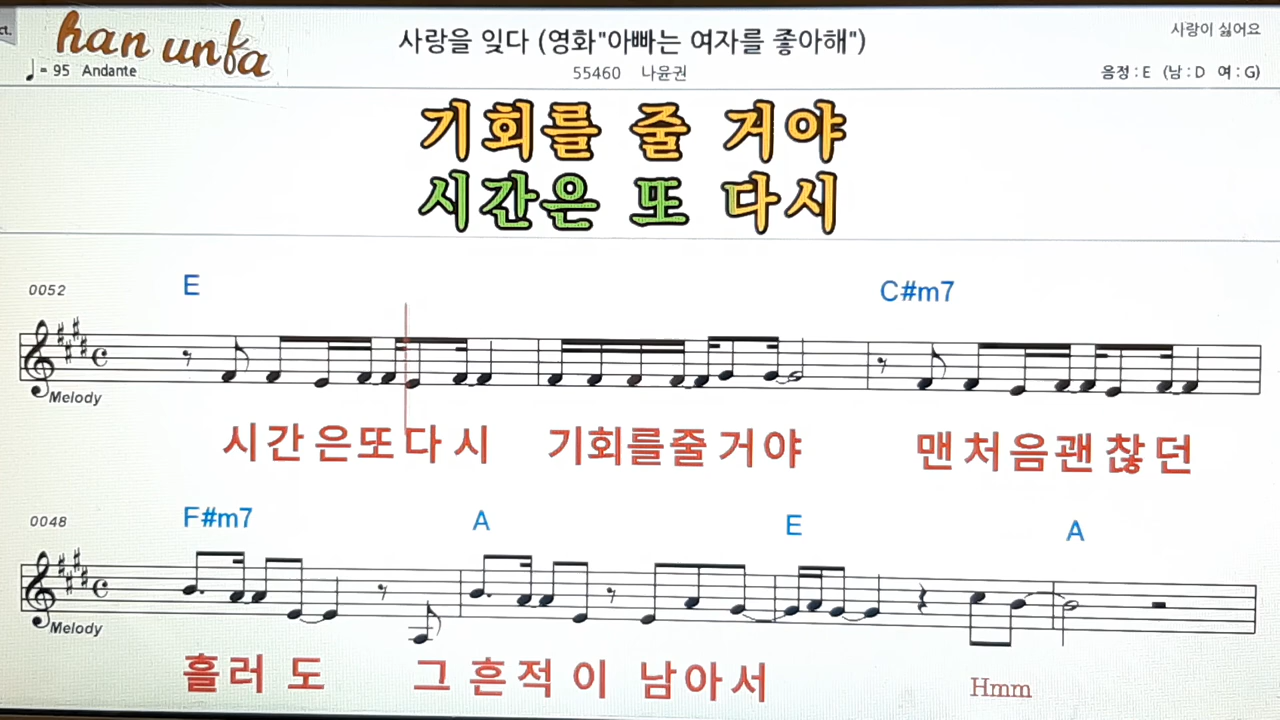 ct.
han unfa
사랑을 잊다 (영화"아빠는 여자를 좋아해")
사랑이 싫어요
♩= 95 Andante
55460 나윤권
음정 : E (남 : D 여 : G)
기회를 줄 거야
시간은 또 다시
0052 E C#m7
Melody
시간은또다시 기회를줄거야 맨처음괜찮던
0048 F#m7 A E A
Melody
흘러도 그흔적이 남아서 Hmm